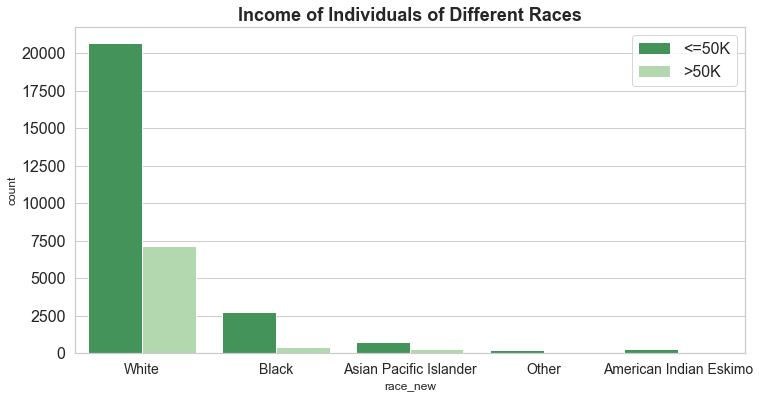 Income of Individuals of Different Races
<=50K
>50K
20000
17500
15000
12500
10000
7500
5000
2500
0
count
White Black Asian Pacific Islander Other American Indian Eskimo
race_new